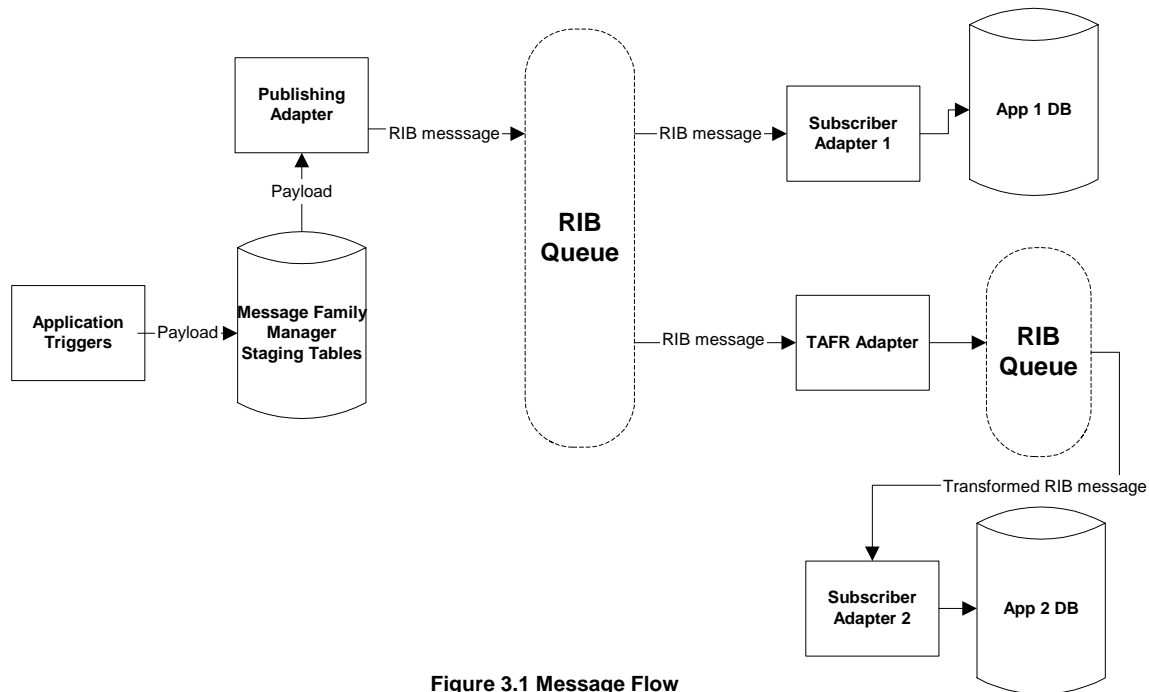 Application
Triggers
Payload
Message Family
Manager
Staging Tables
Payload
Publishing
Adapter
RIB messsage
RIB
Queue
RIB message
Subscriber
Adapter 1
App 1 DB
RIB message
TAFR Adapter
RIB
Queue
Transformed RIB message
Subscriber
Adapter 2
App 2 DB
Figure 3.1 Message Flow